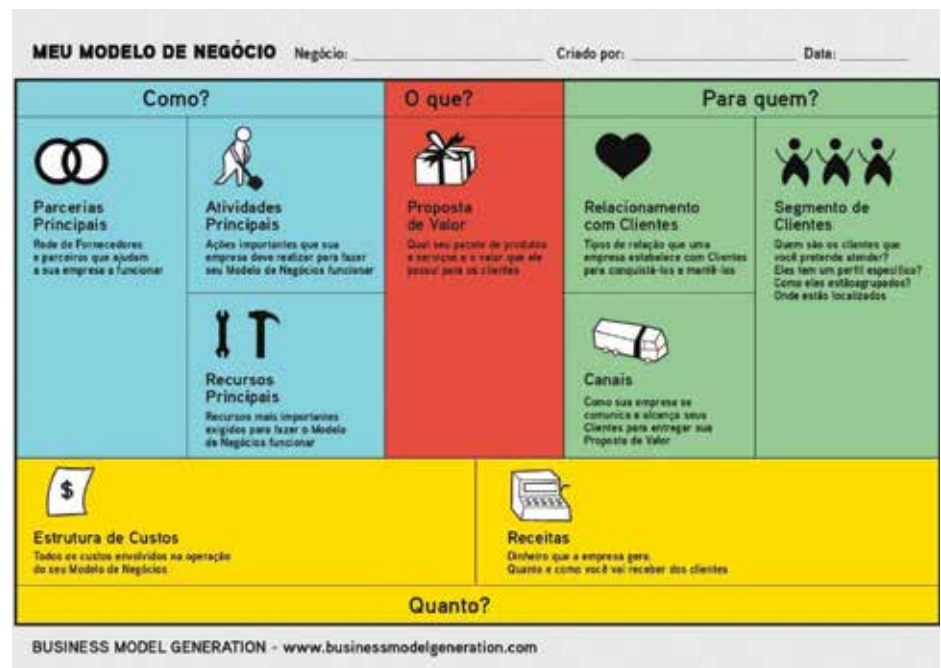 MEU MODELO DE NEGÓCIO Negócio: Criado por: Data:
Como?
O que?
Para quem?
Parcerias
Principais
Rede de Fornecedores
e parceiros que ajudam
a sua empresa a funcionar
Atividades
Principais
Ações importantes que sua
empresa deve realizar para fazer
seu Modelo de Negócios funcionar
Recursos
Principais
Recursos mais importantes
exigidos para fazer o Modelo
de Negócios funcionar
Proposta
de Valor
Qual seu pacote de produtos
e serviços e o valor que ele
possui para os clientes
Relacionamento
com Clientes
Tipos de relação que uma
empresa estabelece com Clientes
para conquistá-los e mantê-los
Canais
Como sua empresa se
comunica e alcança seus
Clientes para entregar sua
Proposta de Valor
Segmento de
Clientes
Quem são os clientes que
você pretende atender?
Eles tem um perfil específico?
Como eles estãoagrupados?
Onde estão localizados
$
Estrutura de Custos
Todos os custos envolvidos na operação
do seu Modelo de Negócios
Receitas
Dinheiro que a empresa gera
Quanto e como você vai receber dos clientes
Quanto?
BUSINESS MODEL GENERATION - www.businessmodelgeneration.com